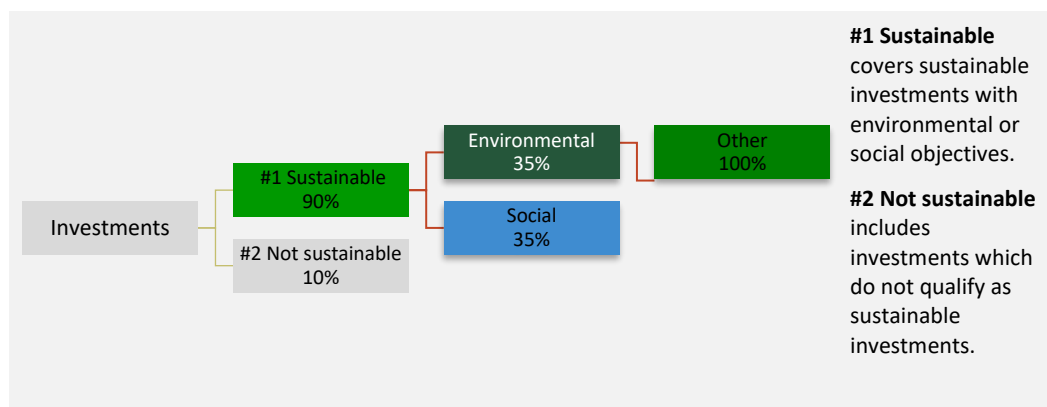 Investments
#1 Sustainable
90%
#2 Not sustainable
10%
Environmental
35%
Social
35%
Other
100%
#1 Sustainable
covers sustainable
investments with
environmental or
social objectives.
#2 Not sustainable
includes
investments which
do not qualify as
sustainable
investments.